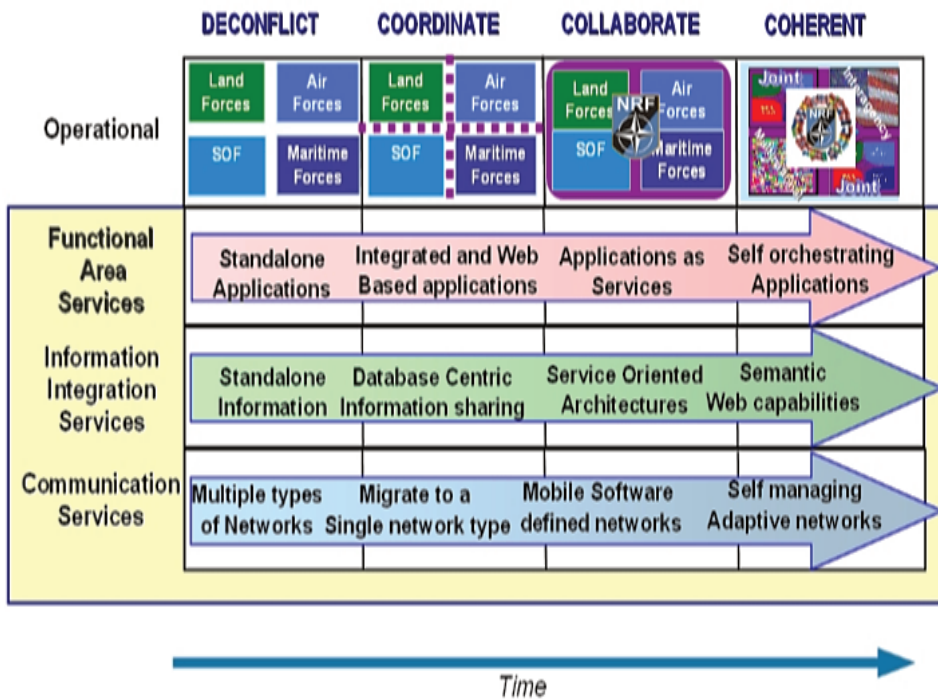 DECONFLICT COORDINATE COLLABORATE COHERENT
Operational
Land
Forces
Air
Forces
SOF
Maritime
Forces
Land
Forces
Air
Forces
SOF
Maritime
Forces
Land
Forces
Air
Forces
NRF
SOF
Maritime
Forces
Joint
Interagency
NRF
Joint
Functional
Area
Services
Standalone
Applications
Integrated and Web
Based applications
Applications as
Services
Self orchestrating
Applications
Information
Integration
Services
Standalone
Information
Database Centric
Information sharing
Service Oriented
Architectures
Semantic
Web capabilities
Communication
Services
Multiple types
of Networks
Migrate to a
Single network type
Mobile Software
defined networks
Self managing
Adaptive networks
Time